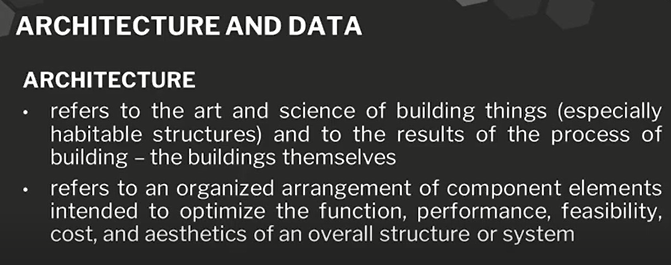 ARCHITECTURE AND DATA
ARCHITECTURE
• refers to the art and science of building things (especially
habitable structures) and to the results of the process of
building – the buildings themselves
• refers to an organized arrangement of component elements
intended to optimize the function, performance, feasibility,
cost, and aesthetics of an overall structure or system